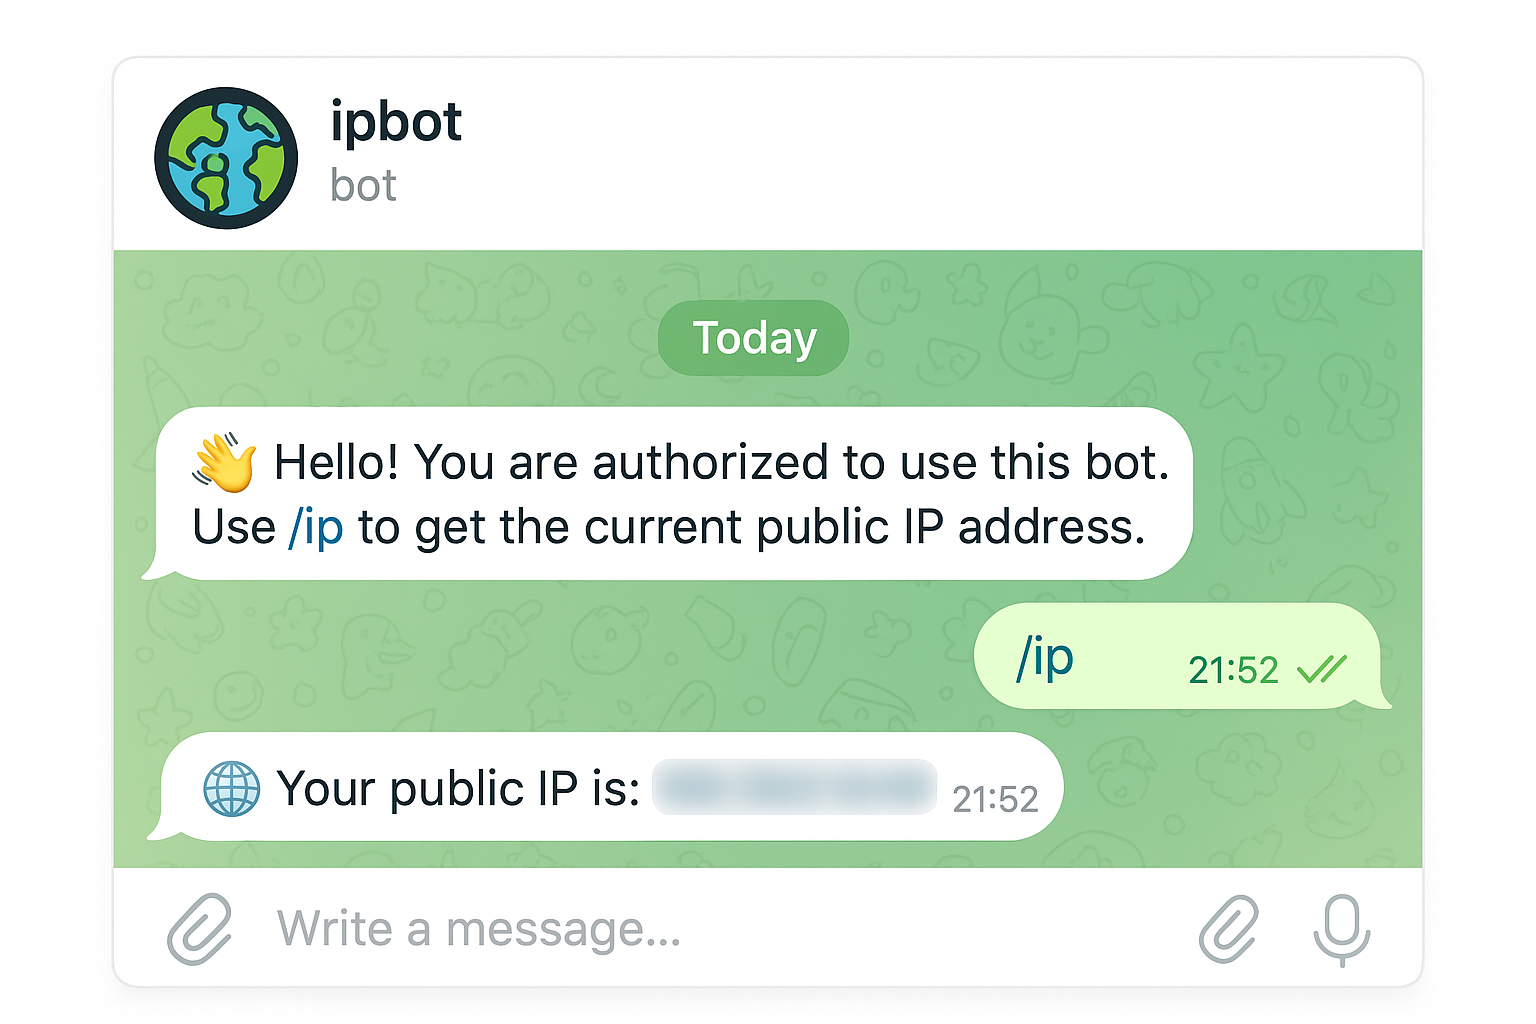 ipbot
bot
Today
👋 Hello! You are authorized to use this bot.
Use /ip to get the current public IP address.
/ip 21:52
🌐 Your public IP is: 21:52
Write a message...